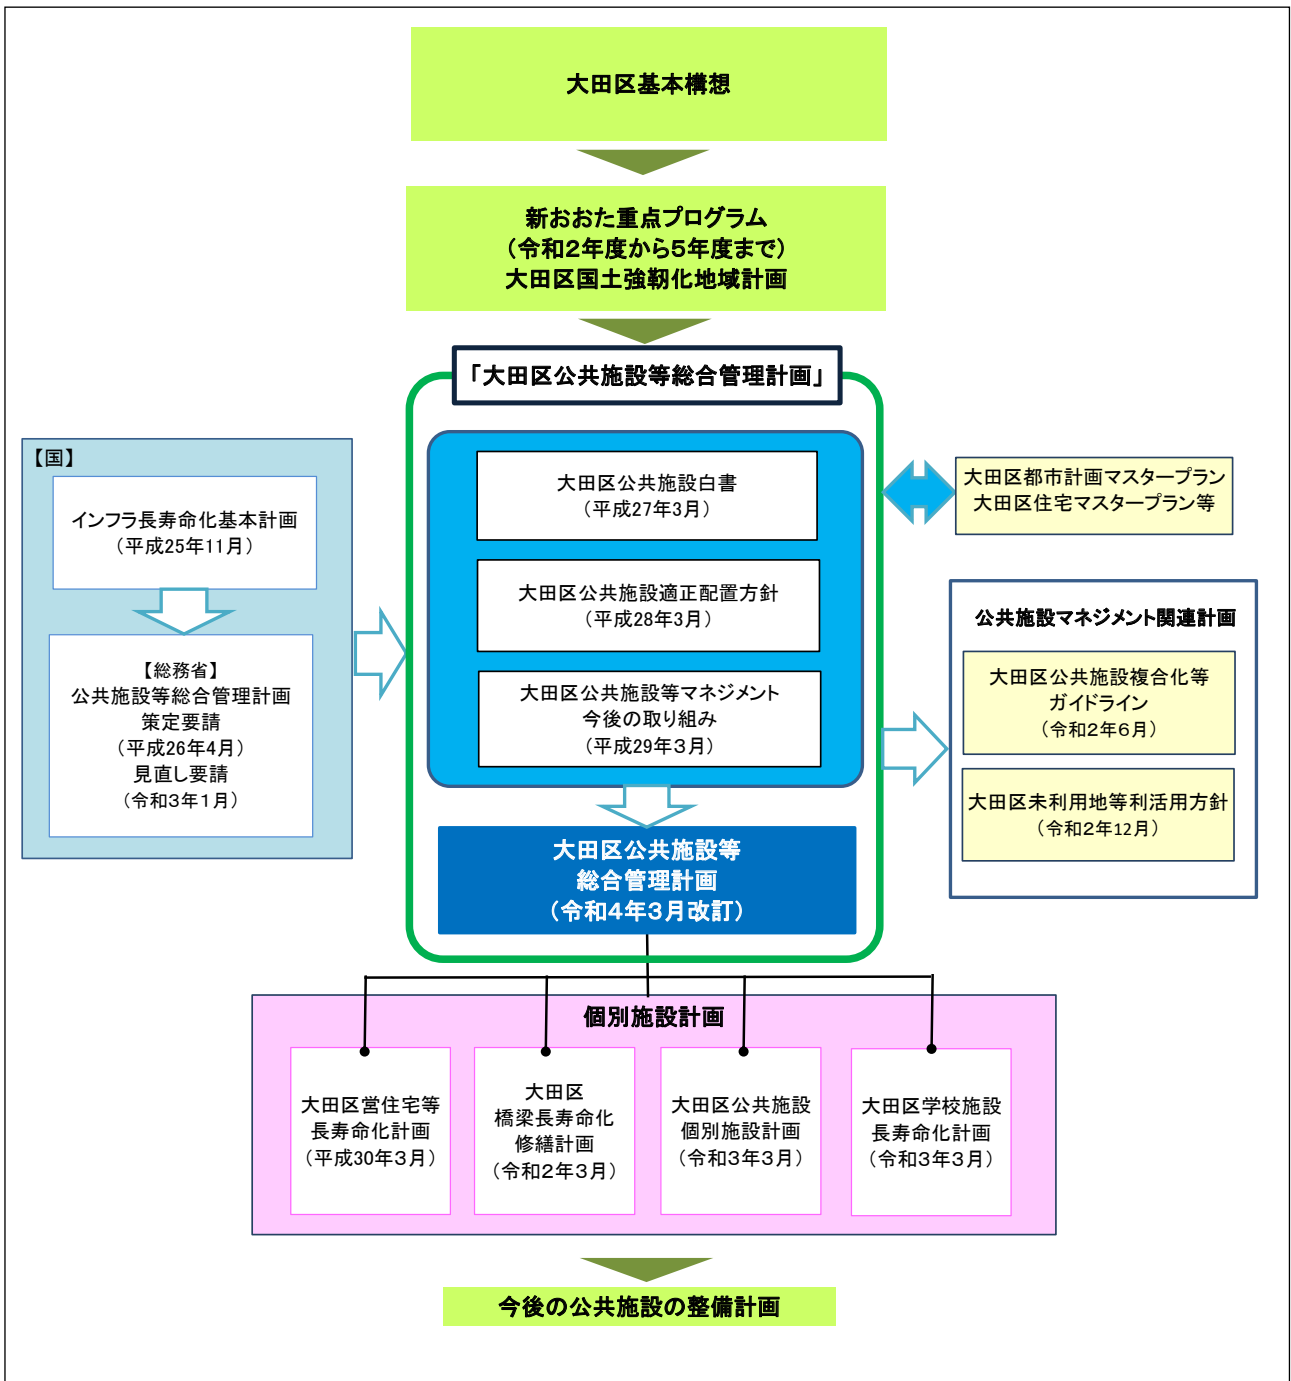 大田区基本構想
新おおた重点プログラム
（令和２年度から５年度まで）
大田区国土強靭化地域計画
「大田区公共施設等総合管理計画」
【国】
インフラ長寿命化基本計画
（平成25年11月）
【総務省】
公共施設等総合管理計画
策定要請
（平成26年4月）
見直し要請
（令和３年１月）
大田区公共施設白書
（平成27年3月）
大田区公共施設適正配置方針
（平成28年3月）
大田区公共施設等マネジメント
今後の取り組み
（平成29年３月）
大田区公共施設等
総合管理計画
（令和４年３月改訂）
大田区都市計画マスタープラン
大田区住宅マスタープラン等
公共施設マネジメント関連計画
大田区公共施設複合化等
ガイドライン
（令和２年６月）
大田区未利用地等利活用方針
（令和２年12月）
個別施設計画
大田区営住宅等
長寿命化計画
（平成30年３月）
大田区
橋梁長寿命化
修繕計画
（令和２年３月）
大田区公共施設
個別施設計画
（令和３年３月）
大田区学校施設
長寿命化計画
（令和３年３月）
今後の公共施設の整備計画